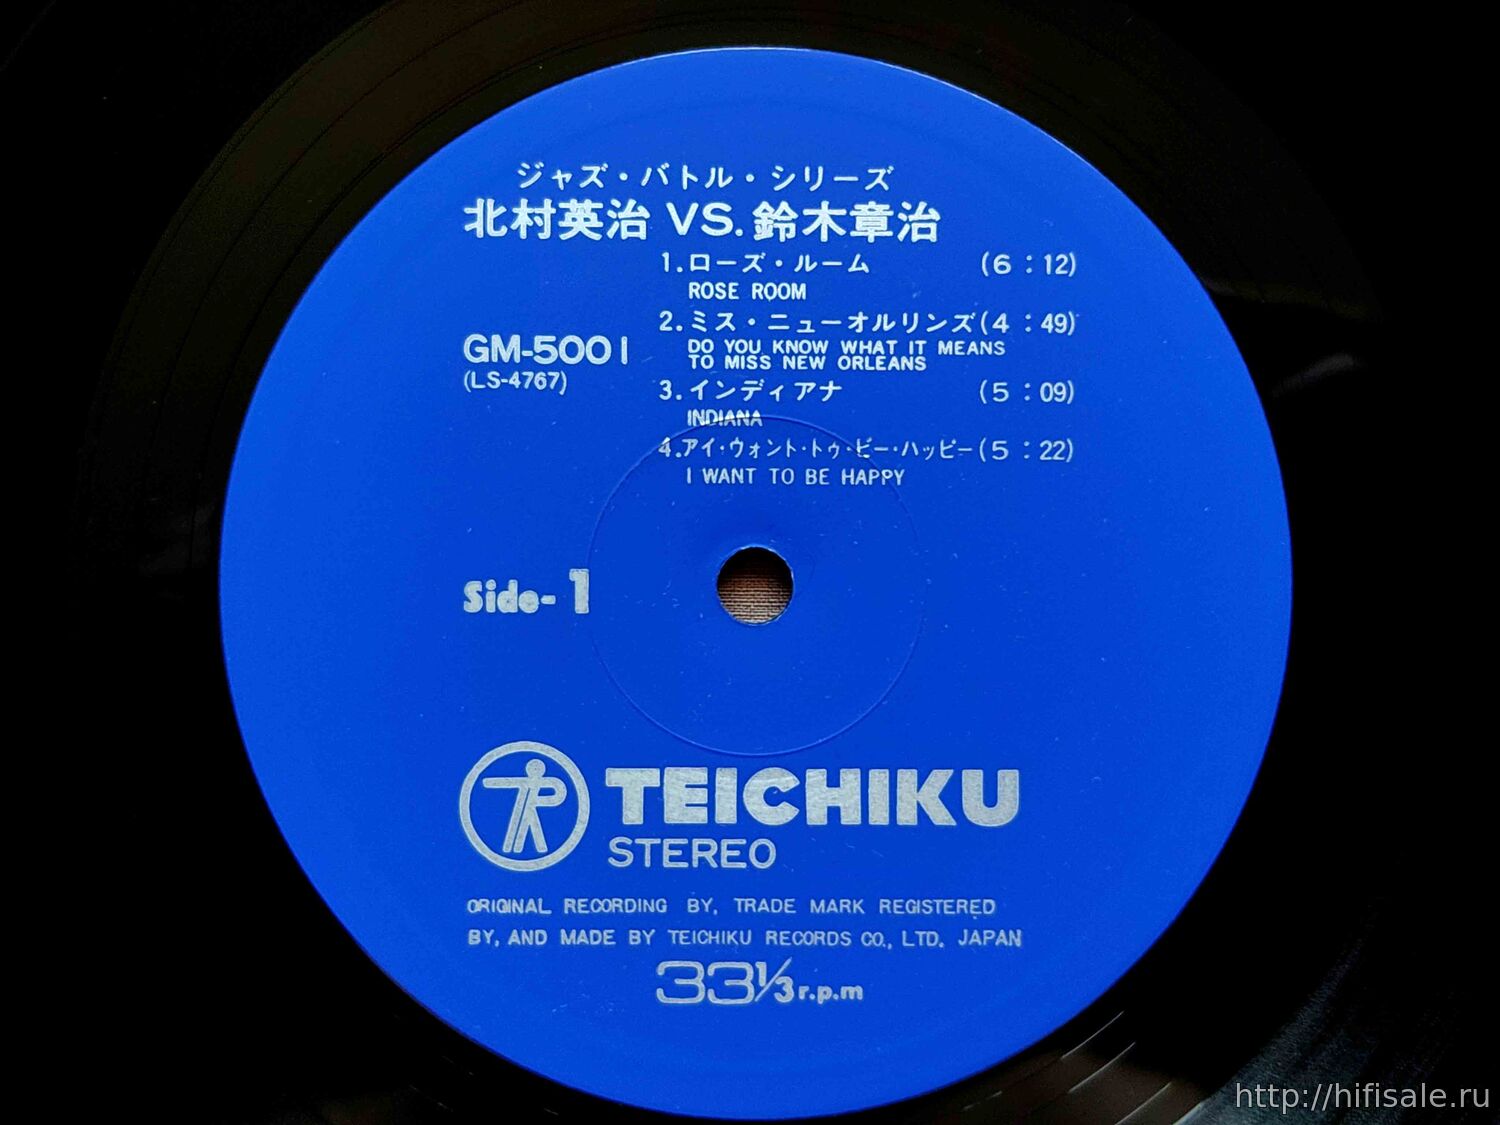 ジャズ・バトル・シリーズ
北村英治 VS. 鈴木章治
1. ローズ・ルーム (6:12)
ROSE ROOM
2. ミス・ニューオルリンズ (4:49)
DO YOU KNOW WHAT IT MEANS
TO MISS NEW ORLEANS
GM-5001
(LS-4767)
3. インディアナ (5:09)
INDIANA
4. アイ・ウォント・トゥ・ビー・ハッピー (5:22)
I WANT TO BE HAPPY
Side-1
TEICHIKU
STEREO
ORIGINAL RECORDING BY, TRADE MARK REGISTERED
BY, AND MADE BY TEICHIKU RECORDS CO., LTD. JAPAN
33⅓ r.p.m
http://hifisale.ru